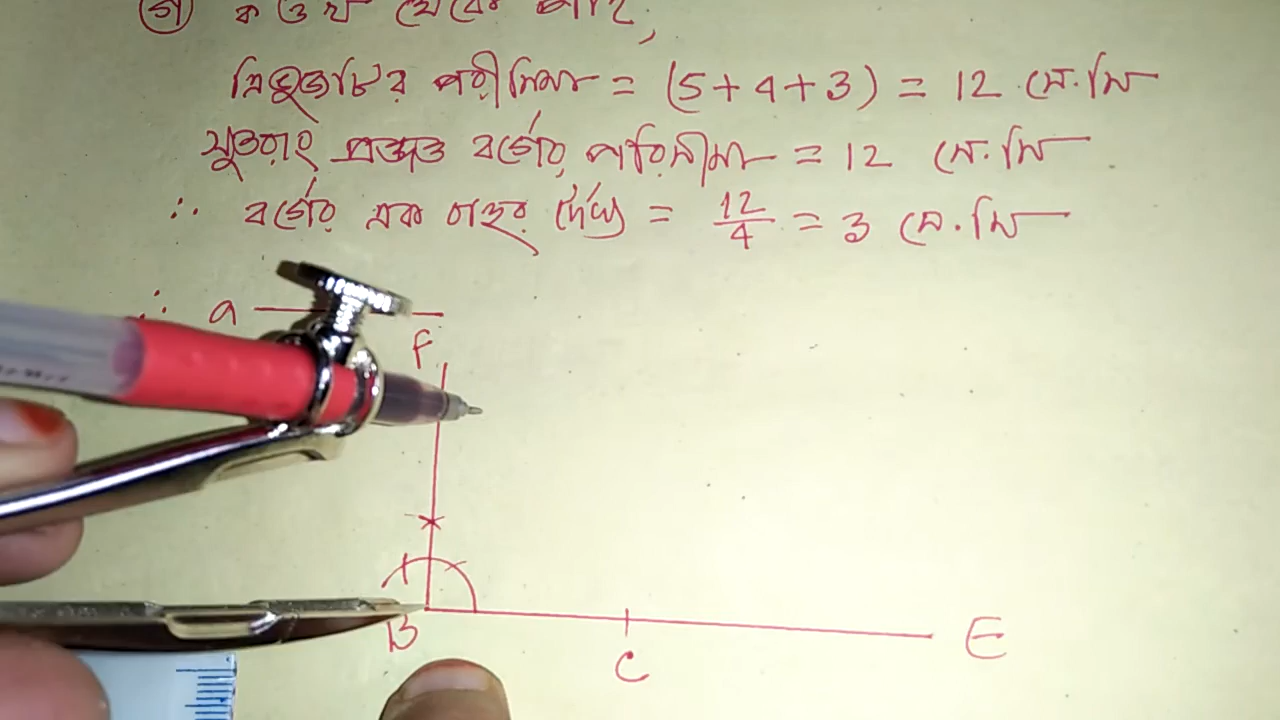 গ) ক ও খ থেকে পাই,
ত্রিভুজটির পরীসিমা = (5+4+3) = 12 সে.মি
সুতরাং প্রদত্ত বর্গের পরিসীমা = 12 সে.মি
∴ বর্গের এক বাহুর দৈর্ঘ্য = 12/4 = 3 সে.মি
∴ a
F
B
C
E